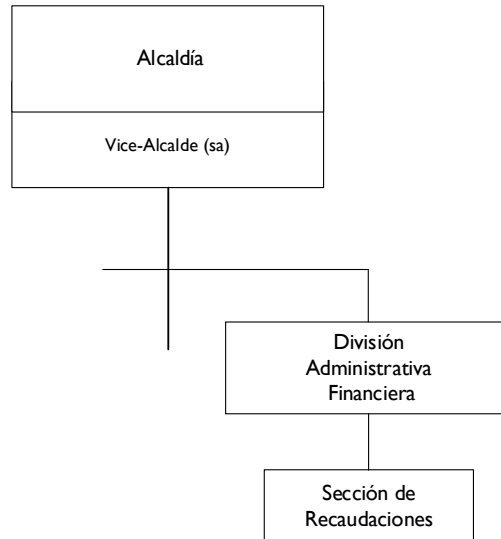 Alcaldía
Vice-Alcalde (sa)
División
Administrativa
Financiera
Sección de
Recaudaciones